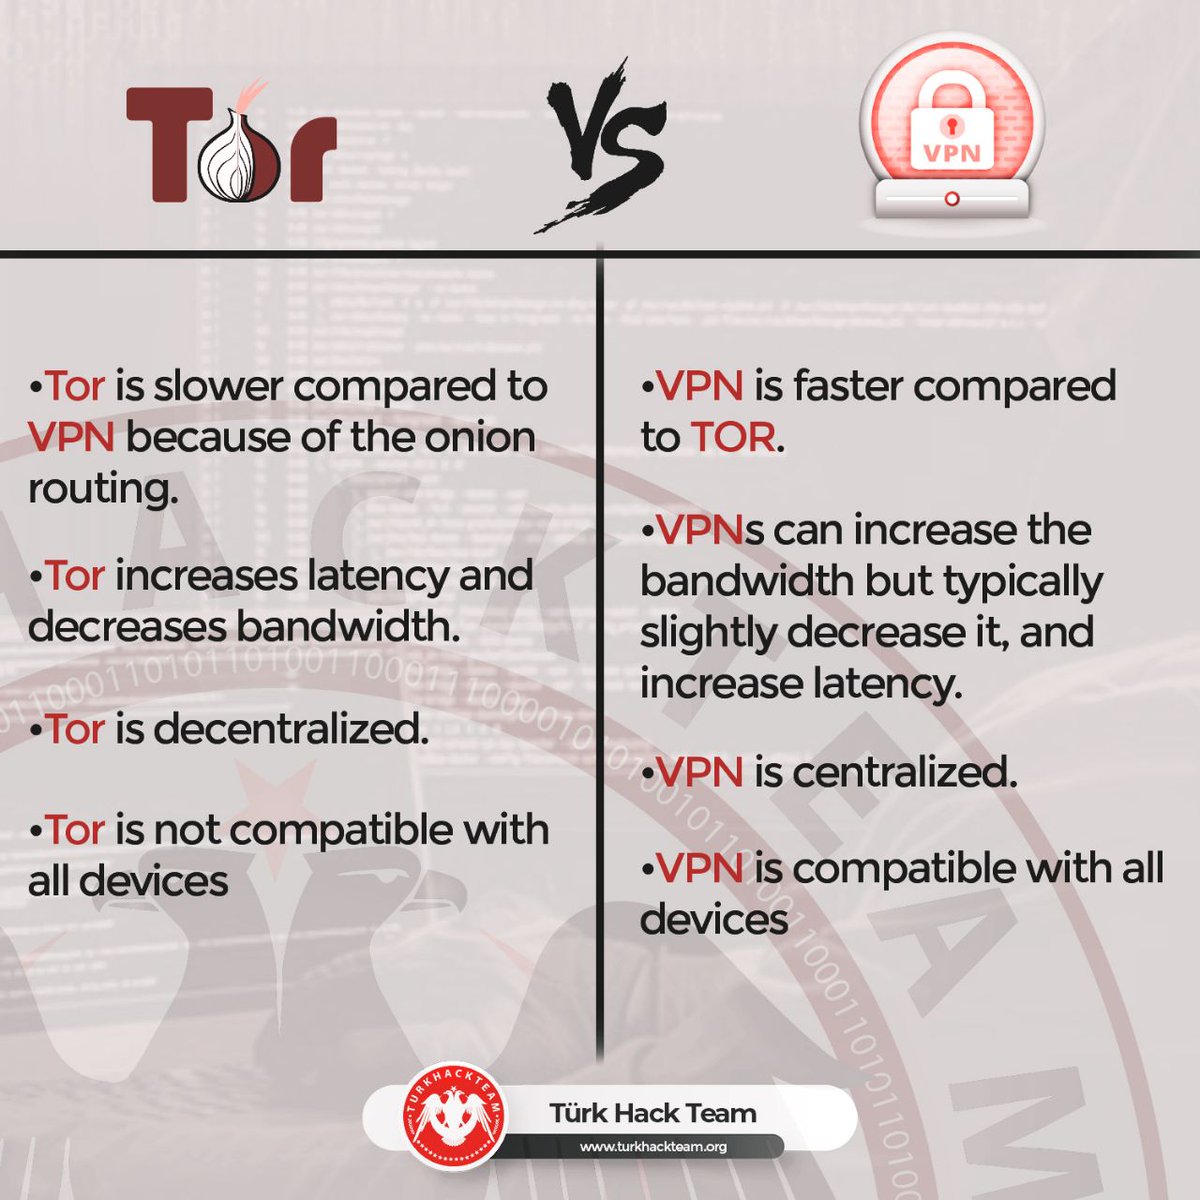 Tor
VS
VPN
•Tor is slower compared to
VPN because of the onion
routing.
•Tor increases latency and
decreases bandwidth.
•Tor is decentralized.
•Tor is not compatible with
all devices
•VPN is faster compared
to TOR.
•VPNs can increase the
bandwidth but typically
slightly decrease it, and
increase latency.
•VPN is centralized.
•VPN is compatible with all
devices
HACK TEAM
TURKHACKTEAM
Türk Hack Team
www.turkhackteam.org